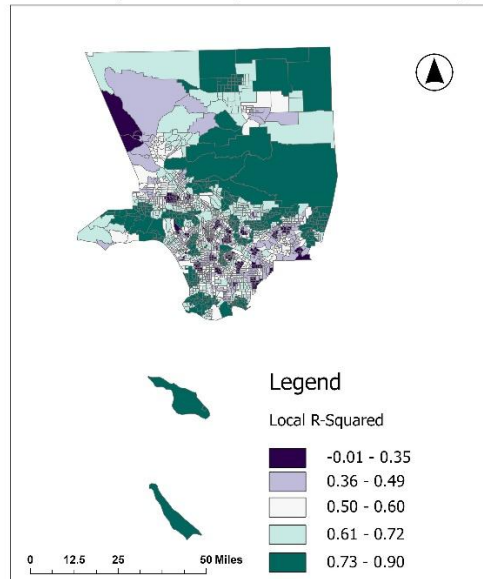 Legend
Local R-Squared
-0.01 - 0.35
0.36 - 0.49
0.50 - 0.60
0.61 - 0.72
0.73 - 0.90
0 12.5 25 50 Miles